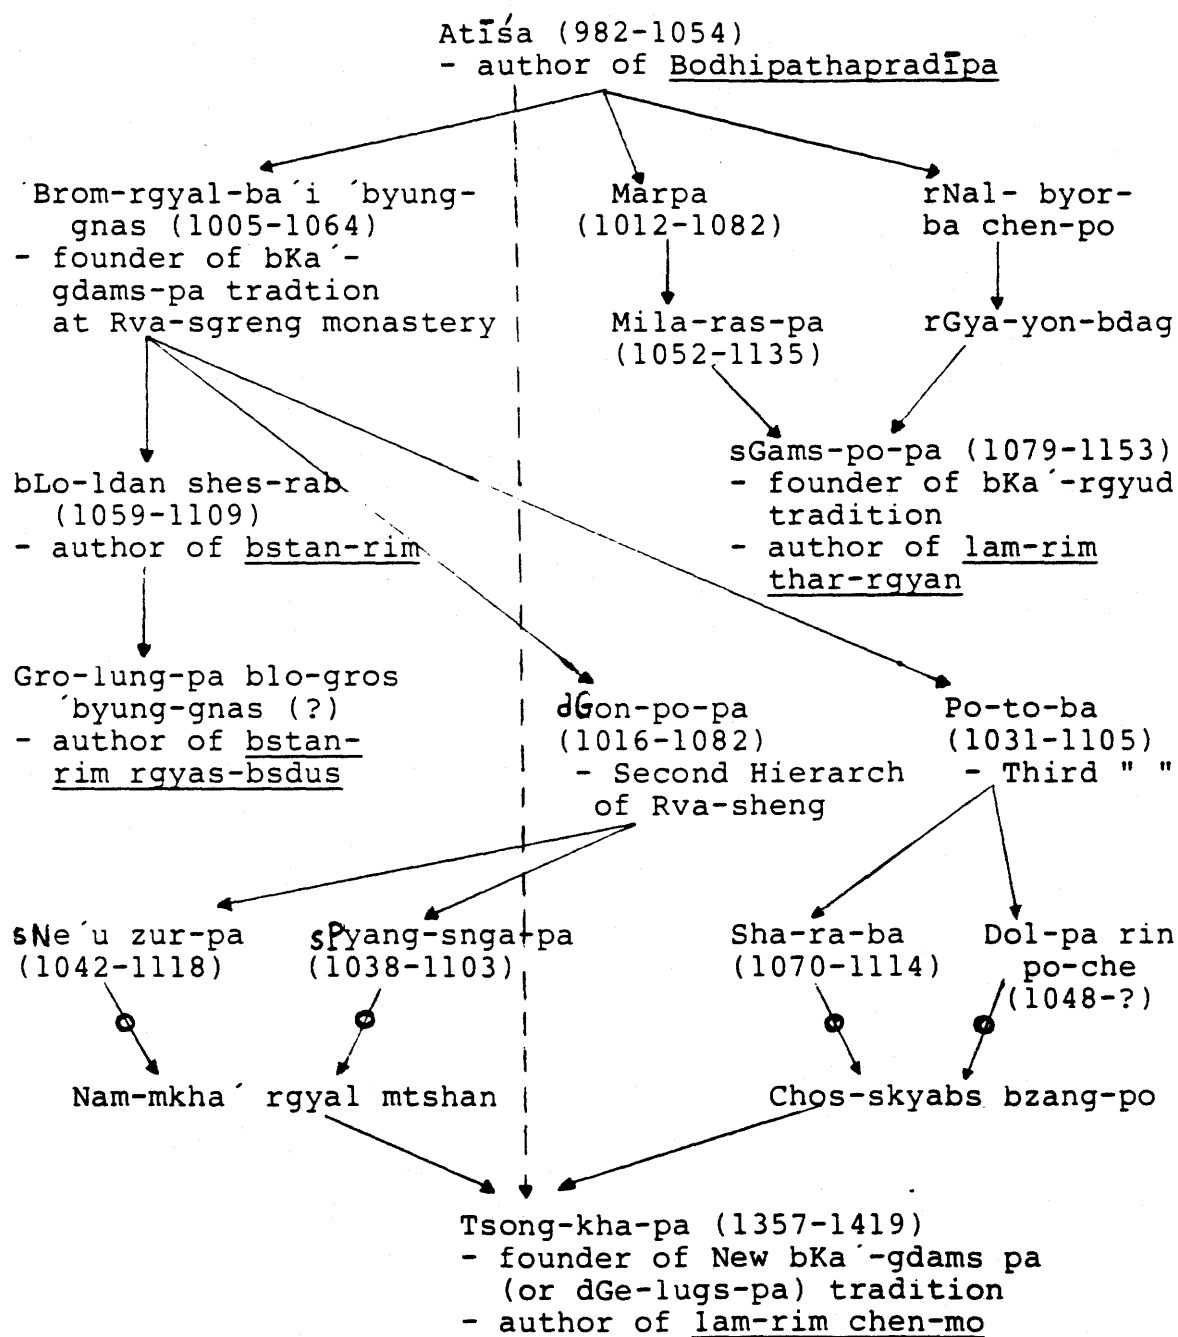 Atīśa (982-1054)
- author of Bodhipathapradīpa
´Brom-rgyal-ba´i ´byung-
gnas (1005-1064)
- founder of bKa´-
gdams-pa tradtion
at Rva-sgreng monastery
Marpa
(1012-1082)
rNal- byor-
ba chen-po
Mila-ras-pa
(1052-1135)
rGya-yon-bdag
sGams-po-pa (1079-1153)
- founder of bKa´-rgyud
tradition
- author of lam-rim
thar-rgyan
bLo-ldan shes-rab
(1059-1109)
- author of bstan-rim
Gro-lung-pa blo-gros
´byung-gnas (?)
- author of bstan-
rim rgyas-bsdus
dGon-po-pa
(1016-1082)
- Second Hierarch
of Rva-sheng
Po-to-ba
(1031-1105)
- Third " "
sNe´u zur-pa
(1042-1118)
sPyang-snga-pa
(1038-1103)
Sha-ra-ba
(1070-1114)
Dol-pa rin
po-che
(1048-?)
Nam-mkha´ rgyal mtshan
Chos-skyabs bzang-po
Tsong-kha-pa (1357-1419)
- founder of New bKa´-gdams pa
(or dGe-lugs-pa) tradition
- author of lam-rim chen-mo